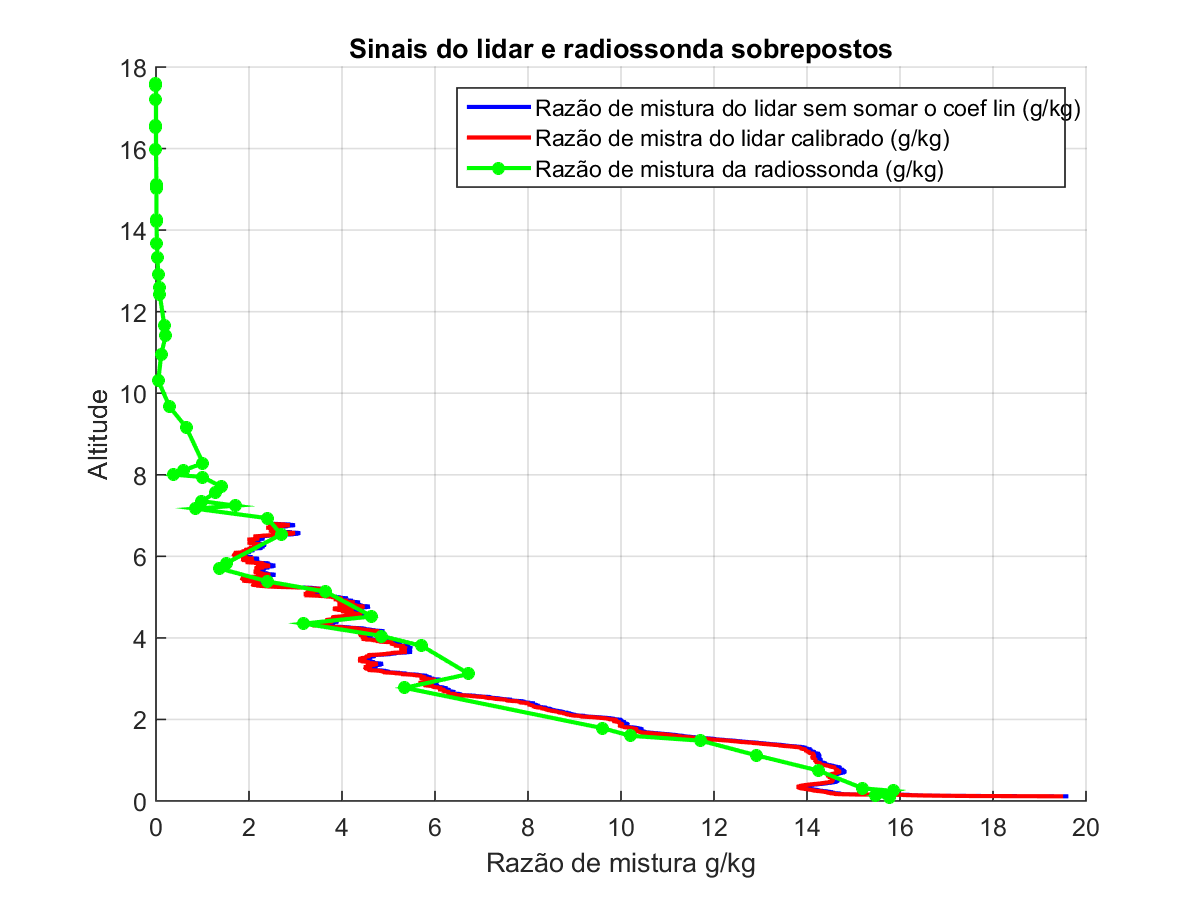 Sinais do lidar e radiossonda sobrepostos
18
16
14
12
10
8
6
4
2
0
Altitude
Razão de mistura do lidar sem somar o coef lin (g/kg)
Razão de mistra do lidar calibrado (g/kg)
Razão de mistura da radiossonda (g/kg)
0 2 4 6 8 10 12 14 16 18 20
Razão de mistura g/kg